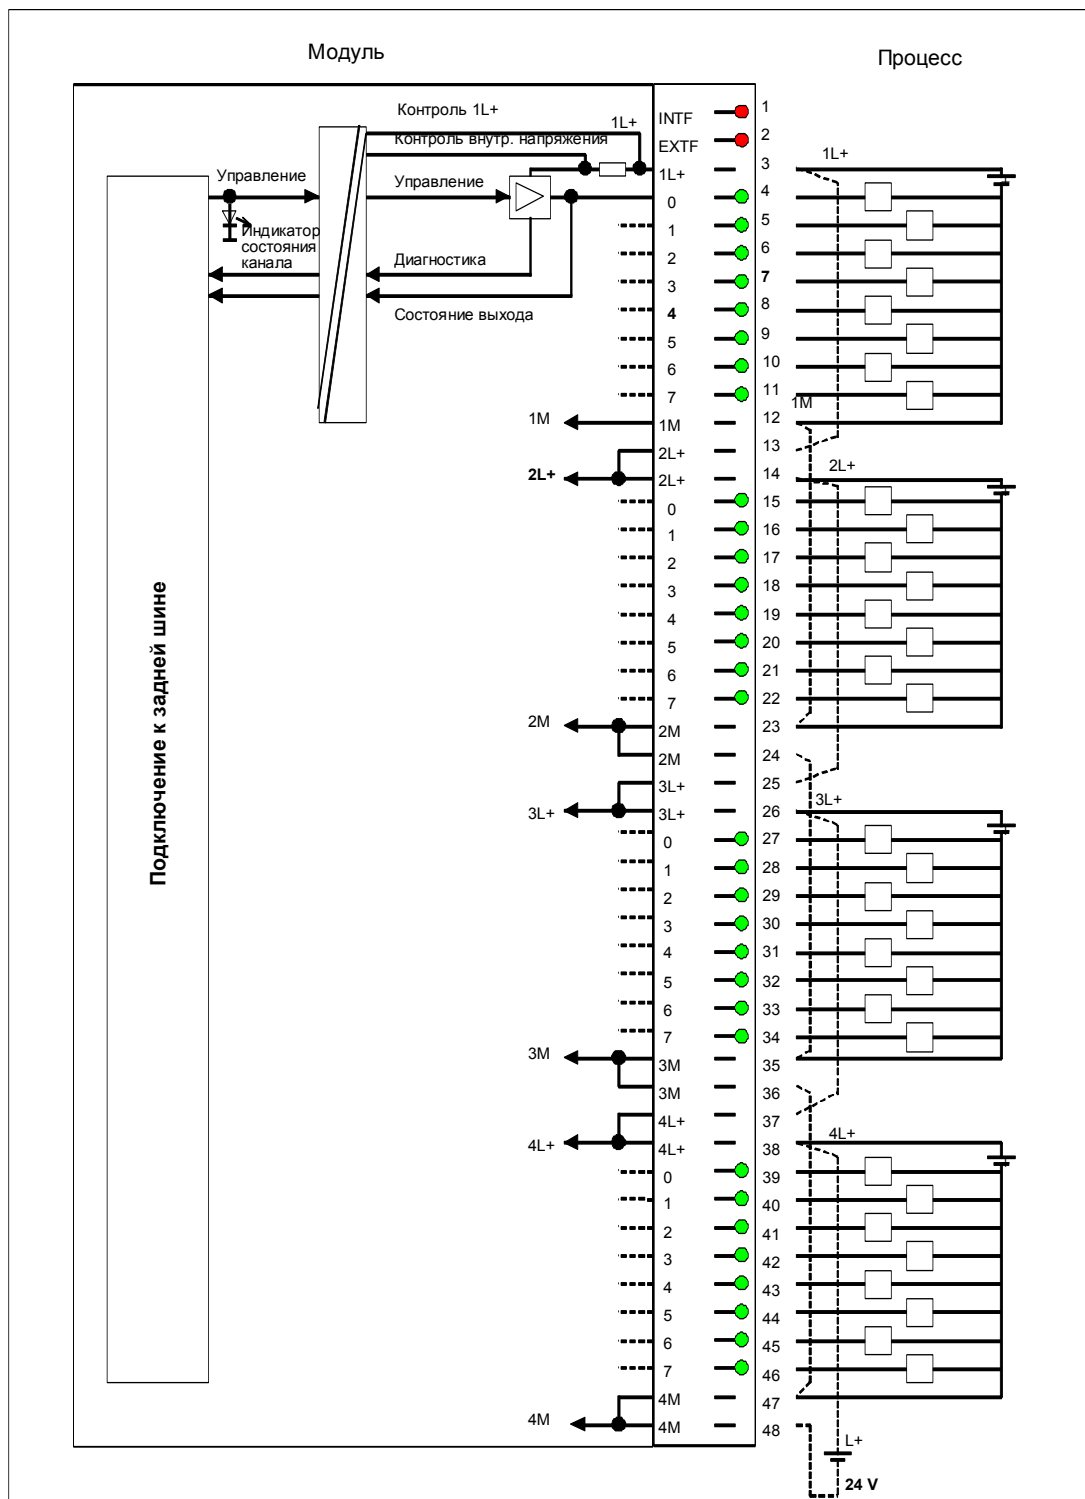 Модуль
Процесс
Контроль 1L+
1L+
Контроль внутр. напряжения
Управление
Управление
Индикатор
состояния
канала
Диагностика
Состояние выхода
Подключение к задней шине
INTF 1
EXTF 2
1L+ 3 1L+
0 4
1 5
2 6
3 7
4 8
5 9
6 10
7 11
1M
1M 1M 12
2L+ 13
2L+ 2L+ 14 2L+
0 15
1 16
2 17
3 18
4 19
5 20
6 21
7 22
2M 2M 23
2M 24
3L+ 25
3L+ 3L+ 26 3L+
0 27
1 28
2 29
3 30
4 31
5 32
6 33
7 34
3M 3M 35
3M 36
4L+ 37
4L+ 4L+ 38 4L+
0 39
1 40
2 41
3 42
4 43
5 44
6 45
7 46
4M 47
4M 4M 48
L+
24 V